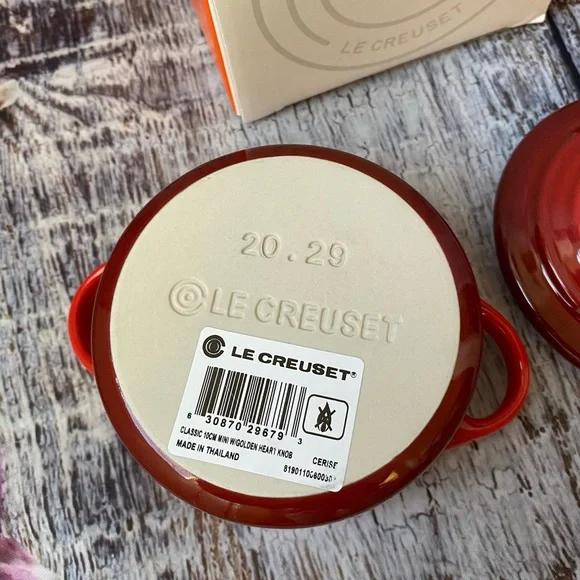 LE CREUSET
20.29
LE CREUSET
LE CREUSET®
6 30870 29679 3
CLASSIC 10CM MINI W/GOLDEN HEART KNOB
CERISE
MADE IN THAILAND